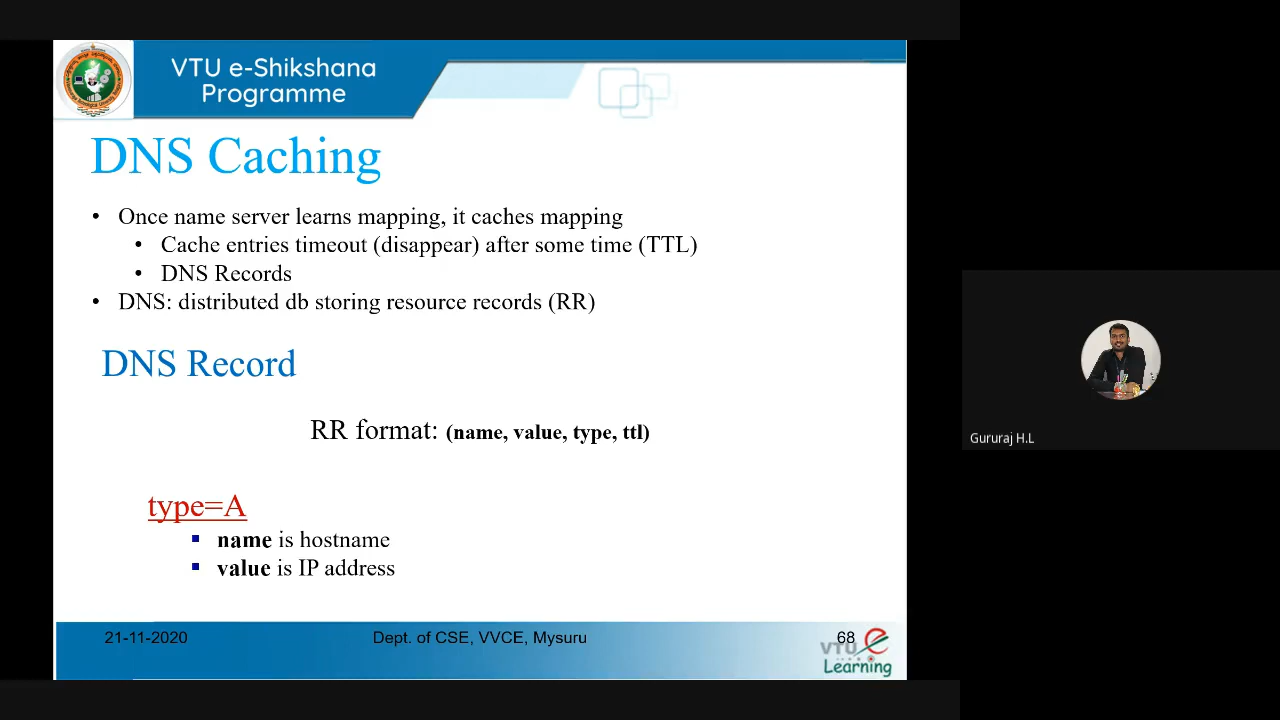 VTU e-Shikshana
Programme
DNS Caching
• Once name server learns mapping, it caches mapping
• Cache entries timeout (disappear) after some time (TTL)
• DNS Records
• DNS: distributed db storing resource records (RR)
DNS Record
RR format: (name, value, type, ttl)
type=A
▪ name is hostname
▪ value is IP address
21-11-2020
Dept. of CSE, VVCE, Mysuru
68
VTU e
Learning
Gururaj H.L